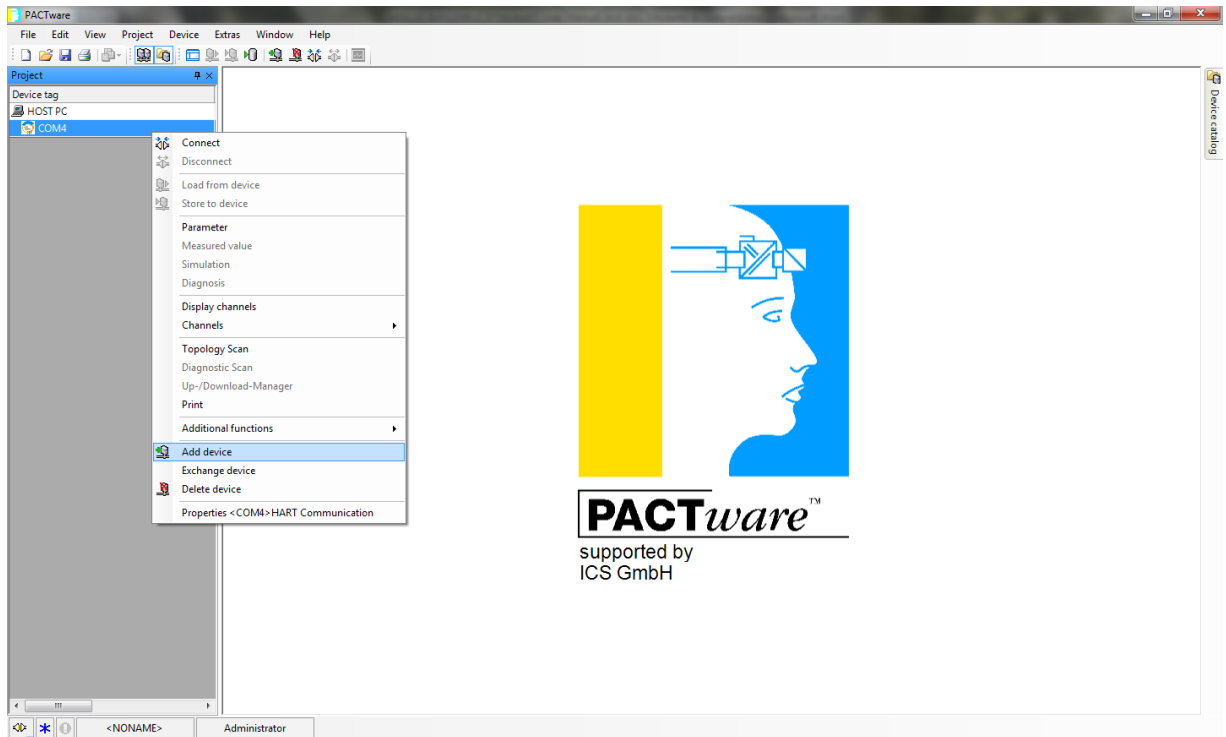 PACTware
File Edit View Project Device Extras Window Help
Project
Device tag
HOST PC
COM4
Connect
Disconnect
Load from device
Store to device
Parameter
Measured value
Simulation
Diagnosis
Display channels
Channels
Topology Scan
Diagnostic Scan
Up-/Download-Manager
Print
Additional functions
Add device
Exchange device
Delete device
Properties <COM4>HART Communication
Device catalog
PACTware™
supported by
ICS GmbH
<NONAME> Administrator